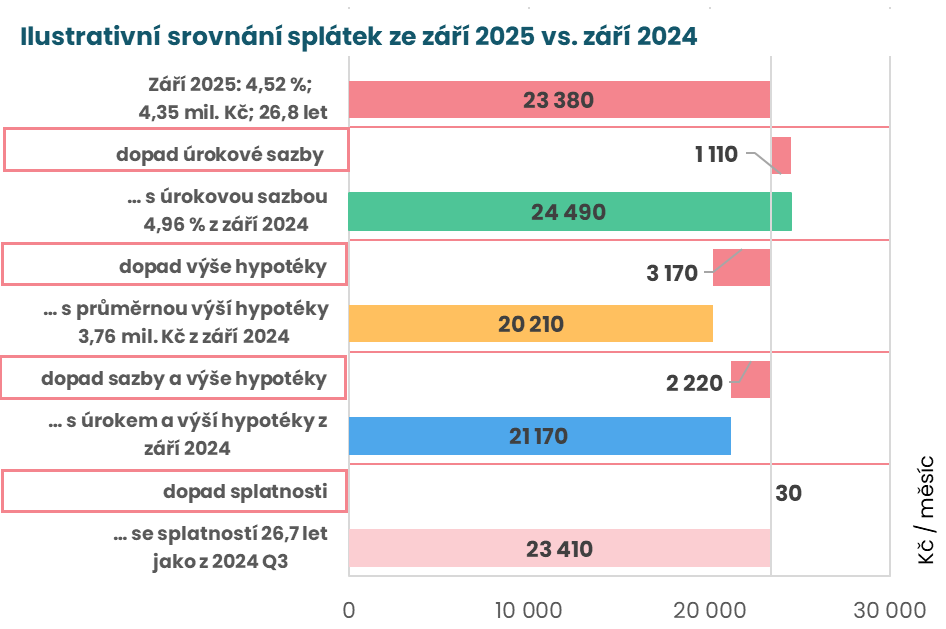 Ilustrativní srovnání splátek ze září 2025 vs. září 2024
Září 2025: 4,52 %;
4,35 mil. Kč; 26,8 let
23 380
dopad úrokové sazby
1 110
... s úrokovou sazbou
4,96 % z září 2024
24 490
dopad výše hypotéky
3 170
... s průměrnou výší hypotéky
3,76 mil. Kč z září 2024
20 210
dopad sazby a výše hypotéky
2 220
... s úrokem a výší hypotéky z
září 2024
21 170
dopad splatnosti
30
... se splatností 26,7 let
jako z 2024 Q3
23 410
Kč / měsíc
0
10 000
20 000
30 000